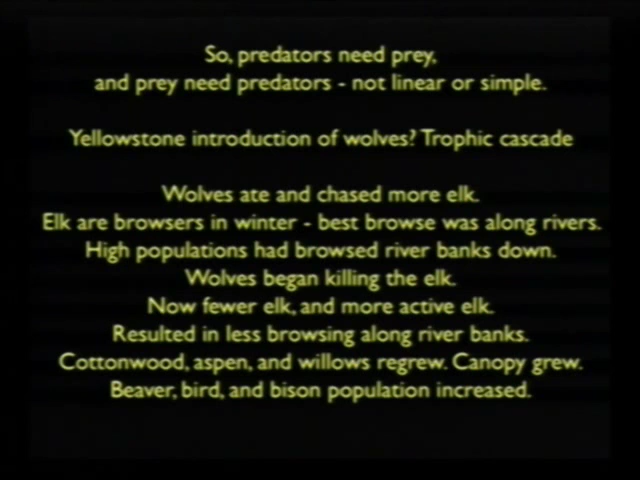 So, predators need prey,
and prey need predators - not linear or simple.
Yellowstone introduction of wolves? Trophic cascade
Wolves ate and chased more elk.
Elk are browsers in winter - best browse was along rivers.
High populations had browsed river banks down.
Wolves began killing the elk.
Now fewer elk, and more active elk.
Resulted in less browsing along river banks.
Cottonwood, aspen, and willows regrew. Canopy grew.
Beaver, bird, and bison population increased.